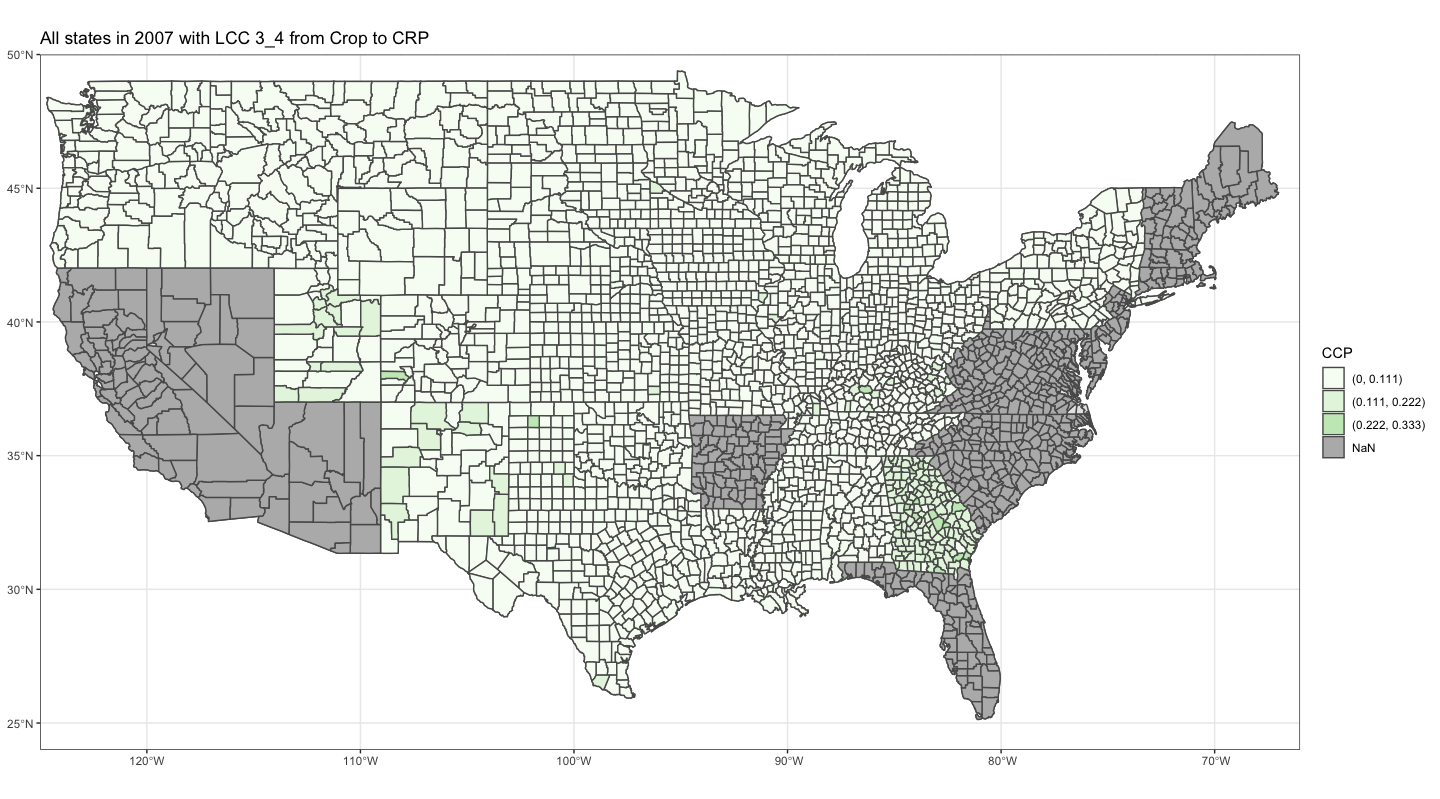 All states in 2007 with LCC 3_4 from Crop to CRP
50°N
45°N
40°N
35°N
30°N
25°N
120°W
110°W
100°W
90°W
80°W
70°W
CCP
(0, 0.111)
(0.111, 0.222)
(0.222, 0.333)
NaN